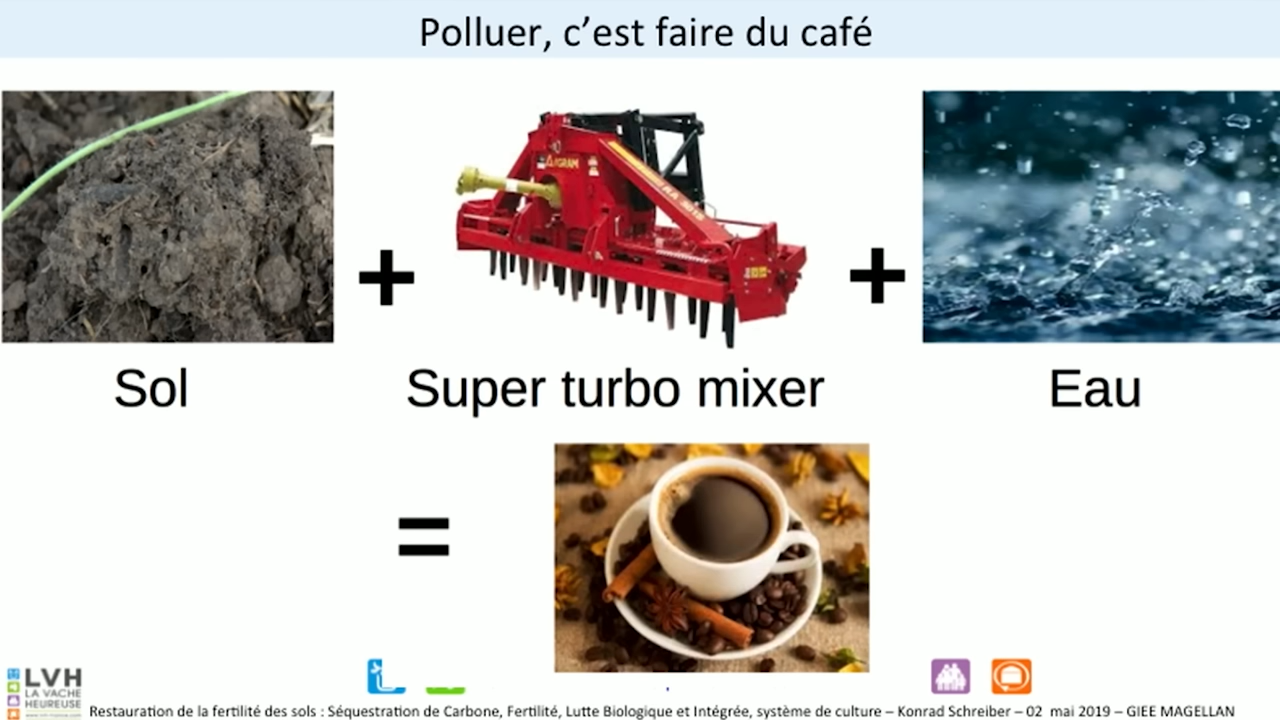 Polluer, c’est faire du café
AGRAM
+
+
Sol
Super turbo mixer
Eau
=
LVH
LA VACHE
HEUREUSE
Restauration de la fertilité des sols : Séquestration de Carbone, Fertilité, Lutte Biologique et Intégrée, système de culture – Konrad Schreiber – 02 mai 2019 – GIEE MAGELLAN